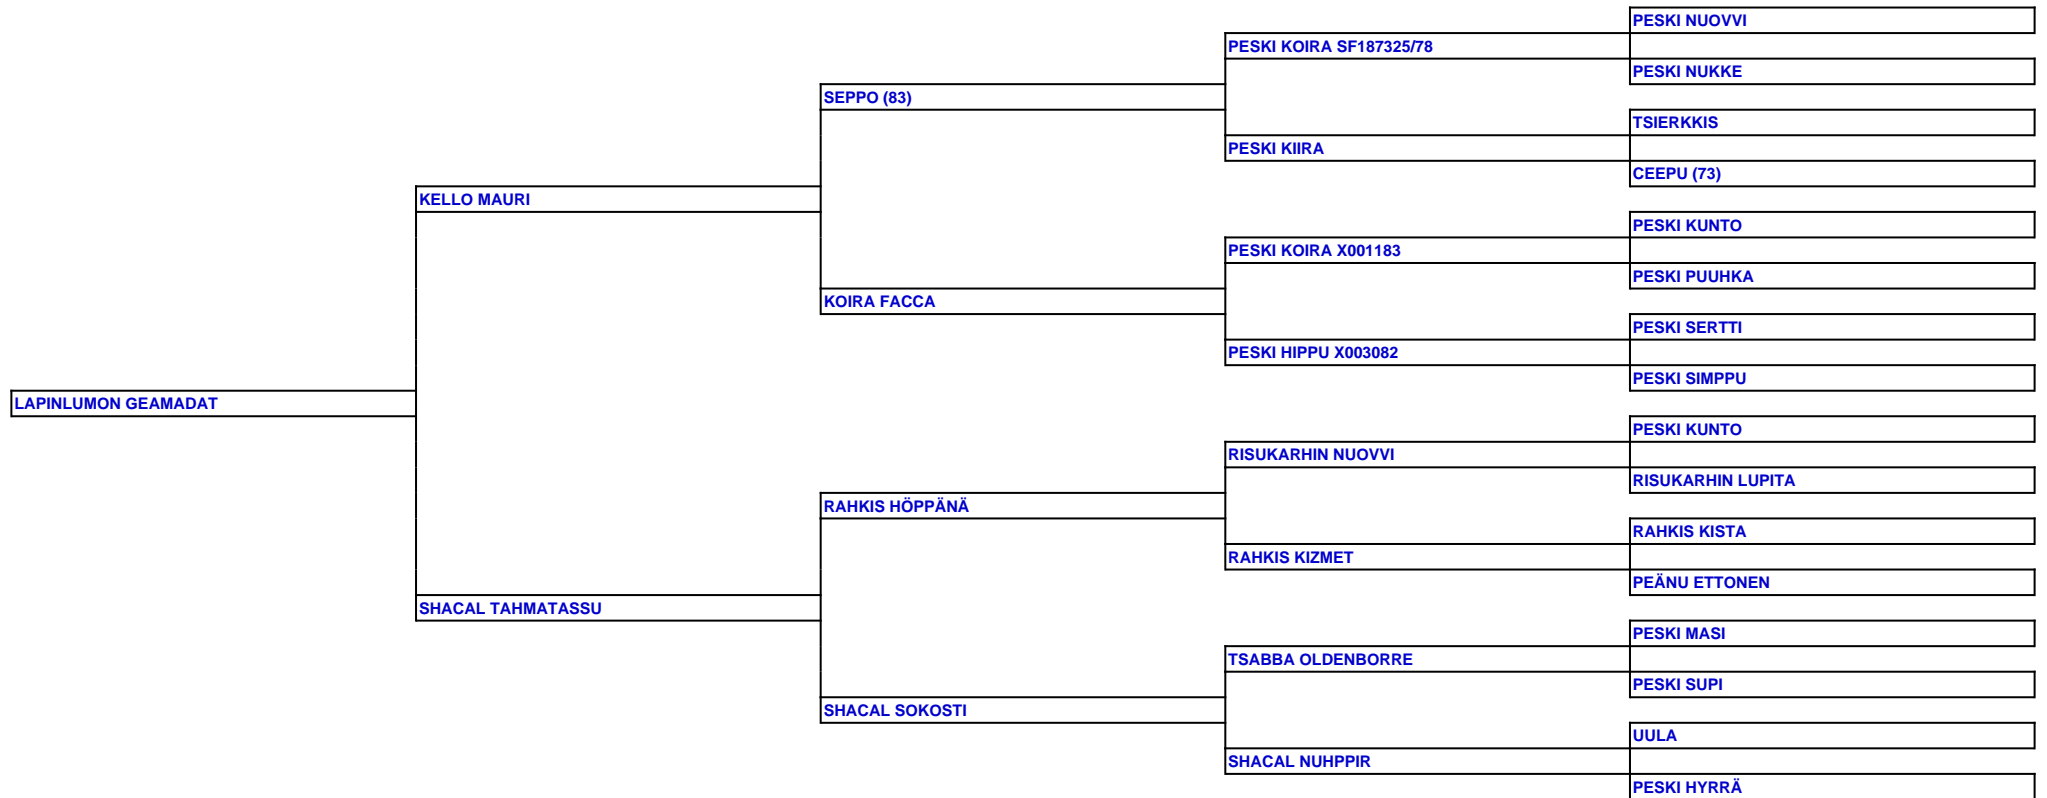 PESKI NUOVVI
PESKI KOIRA SF187325/78
PESKI NUKKE
SEPPO (83)
TSIERKKIS
PESKI KIIRA
CEEPU (73)
KELLO MAURI
PESKI KUNTO
PESKI KOIRA X001183
PESKI PUUHKA
KOIRA FACCA
PESKI SERTTI
PESKI HIPPU X003082
PESKI SIMPPU
LAPINLUMON GEAMADAT
PESKI KUNTO
RISUKARHIN NUOVVI
RISUKARHIN LUPITA
RAHKIS HÖPPÄNÄ
RAHKIS KISTA
RAHKIS KIZMET
PEÄNU ETTONEN
SHACAL TAHMATASSU
PESKI MASI
TSABBA OLDENBORRE
PESKI SUPI
SHACAL SOKOSTI
UULA
SHACAL NUHPPIR
PESKI HYRRÄ